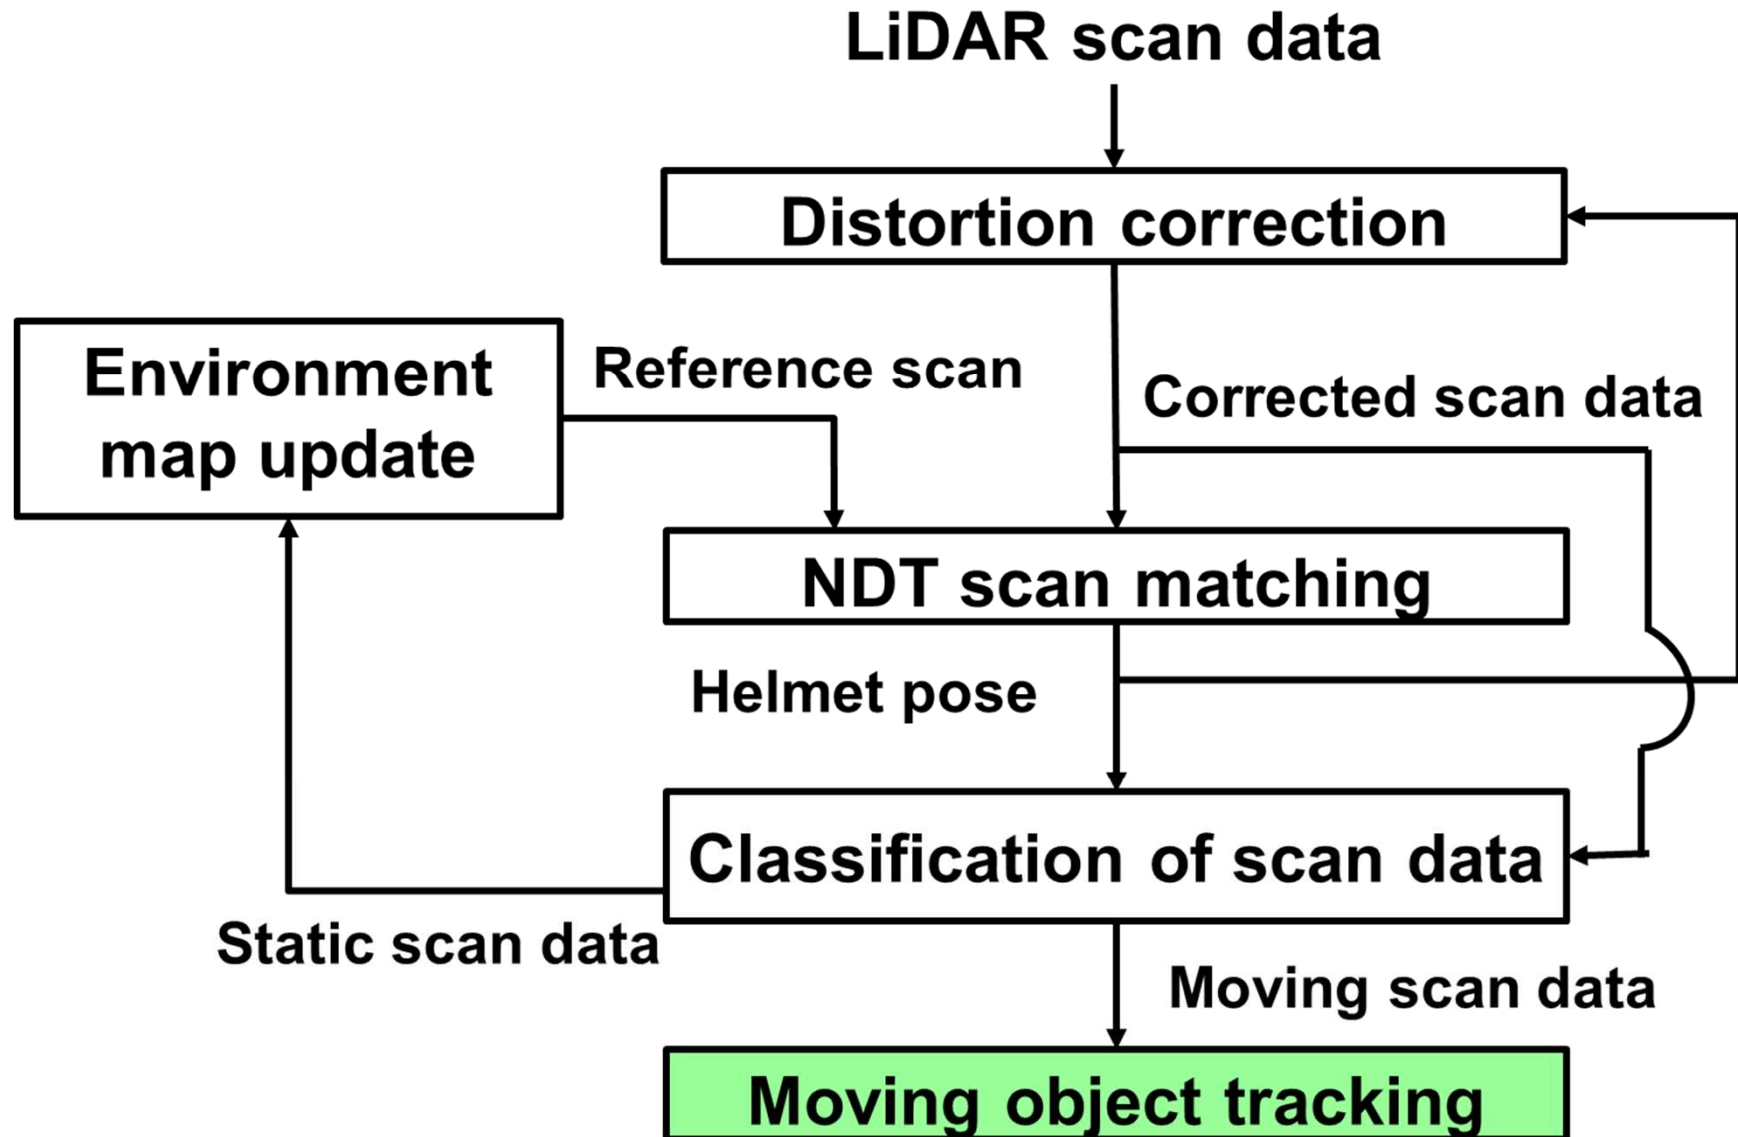 LiDAR scan data
Distortion correction
Environment
map update
Reference scan
Corrected scan data
NDT scan matching
Helmet pose
Classification of scan data
Static scan data
Moving scan data
Moving object tracking